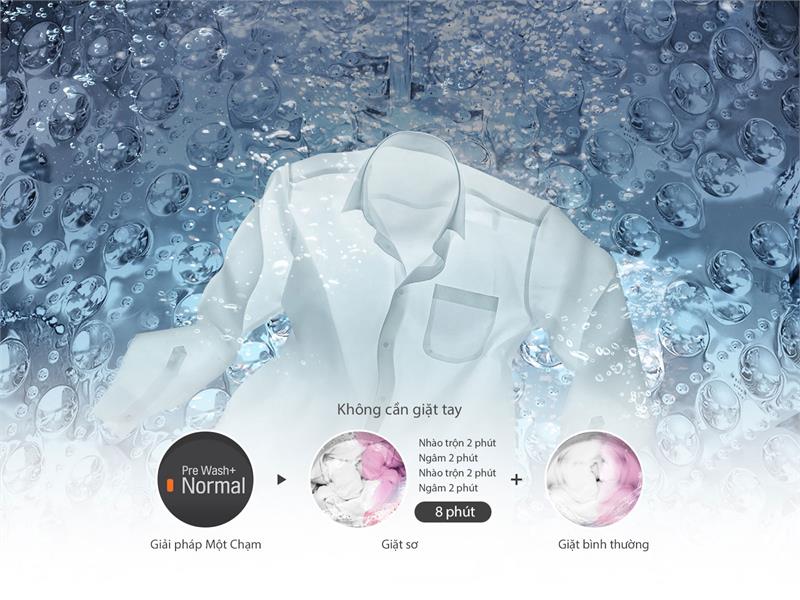 Không cần giặt tay
Pre Wash+
Normal
Nhào trộn 2 phút
Ngâm 2 phút
Nhào trộn 2 phút
Ngâm 2 phút
8 phút
+
Giải pháp Một Chạm
Giặt sơ
Giặt bình thường